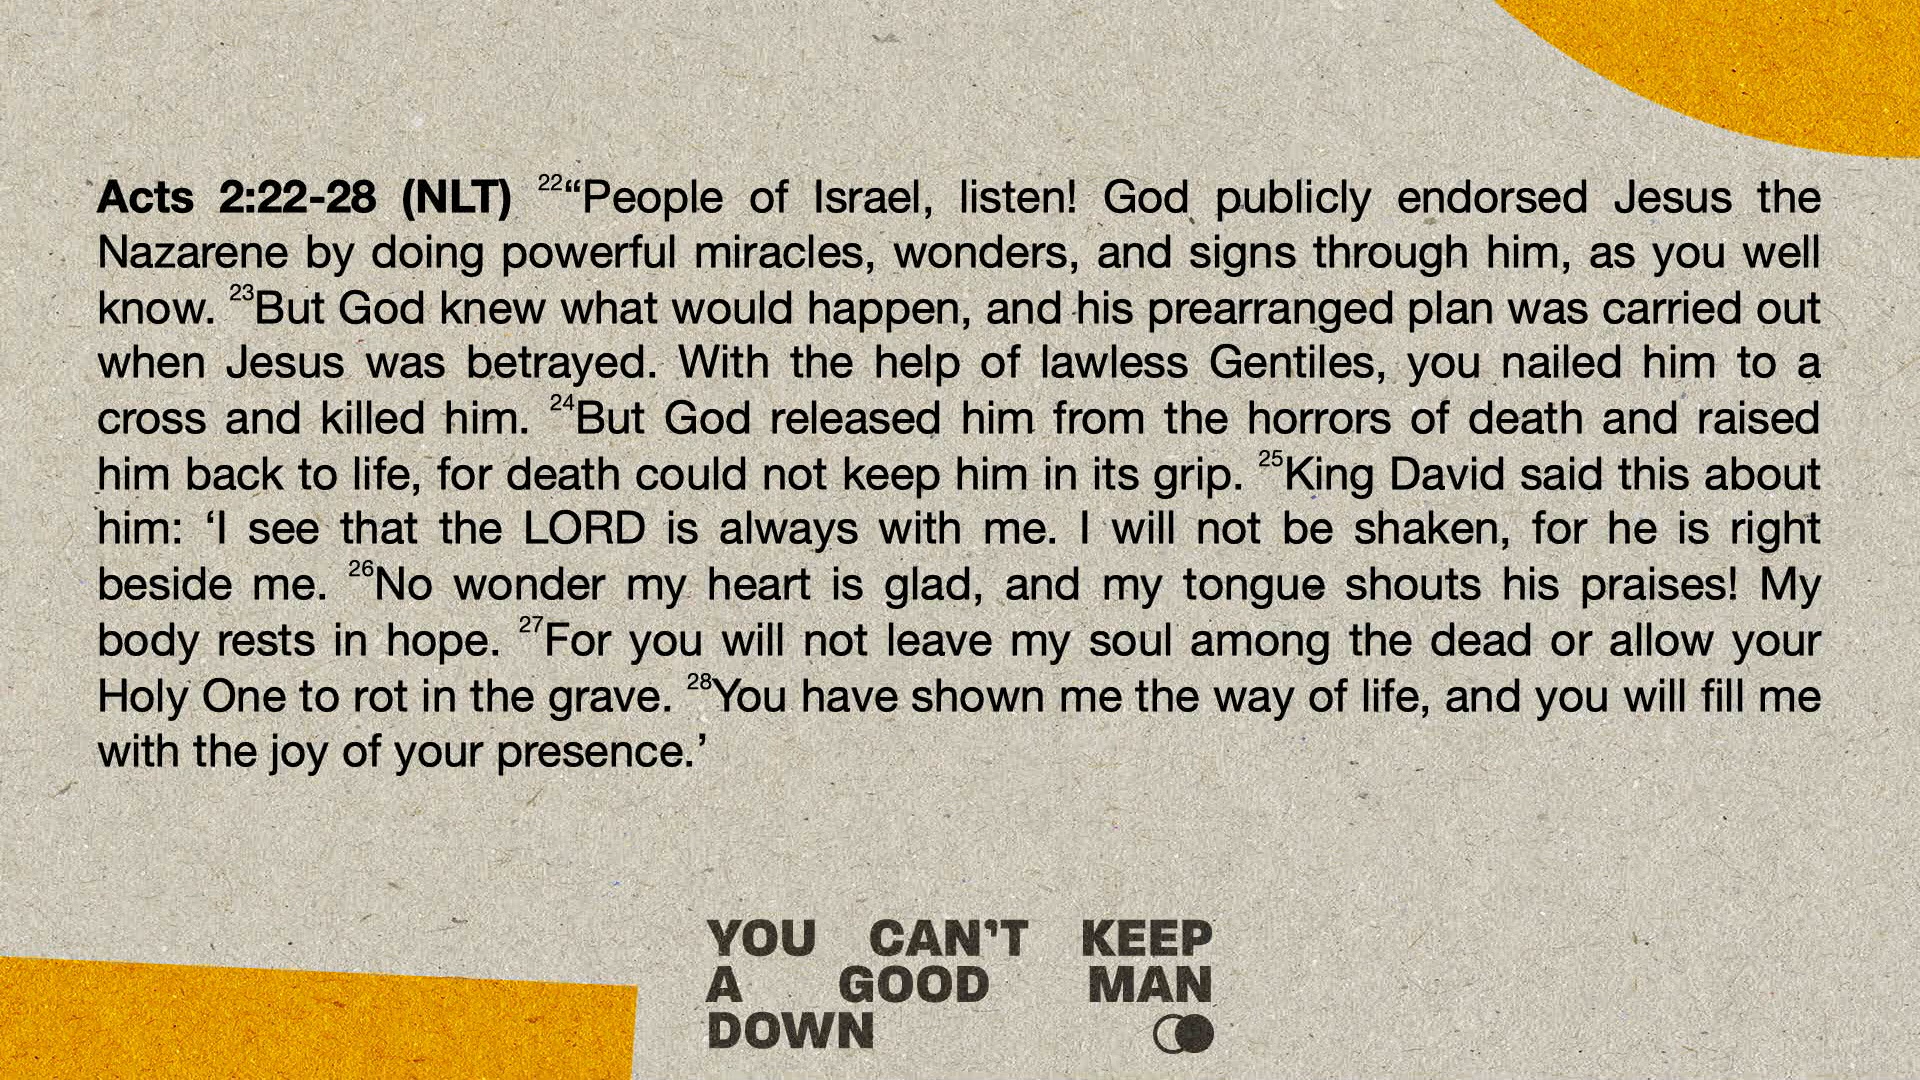 Acts 2:22-28 (NLT) 22“People of Israel, listen! God publicly endorsed Jesus the
Nazarene by doing powerful miracles, wonders, and signs through him, as you well
know. 23But God knew what would happen, and his prearranged plan was carried out
when Jesus was betrayed. With the help of lawless Gentiles, you nailed him to a
cross and killed him. 24But God released him from the horrors of death and raised
him back to life, for death could not keep him in its grip. 25King David said this about
him: ‘I see that the LORD is always with me. I will not be shaken, for he is right
beside me. 26No wonder my heart is glad, and my tongue shouts his praises! My
body rests in hope. 27For you will not leave my soul among the dead or allow your
Holy One to rot in the grave. 28You have shown me the way of life, and you will fill me
with the joy of your presence.’
YOU CAN’T KEEP
A GOOD MAN
DOWN